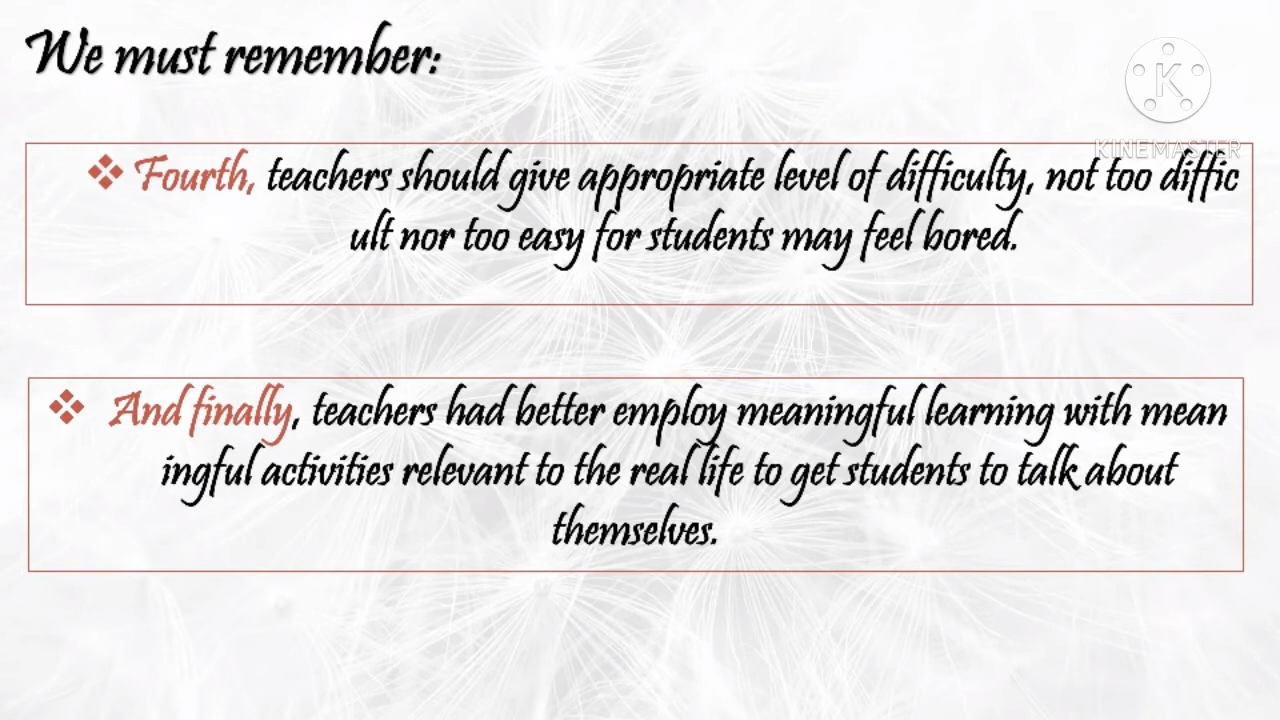 We must remember:
K
KINEMASTER
❖ Fourth, teachers should give appropriate level of difficulty, not too diffic
ult nor too easy for students may feel bored.
❖ And finally, teachers had better employ meaningful learning with mean
ingful activities relevant to the real life to get students to talk about
themselves.